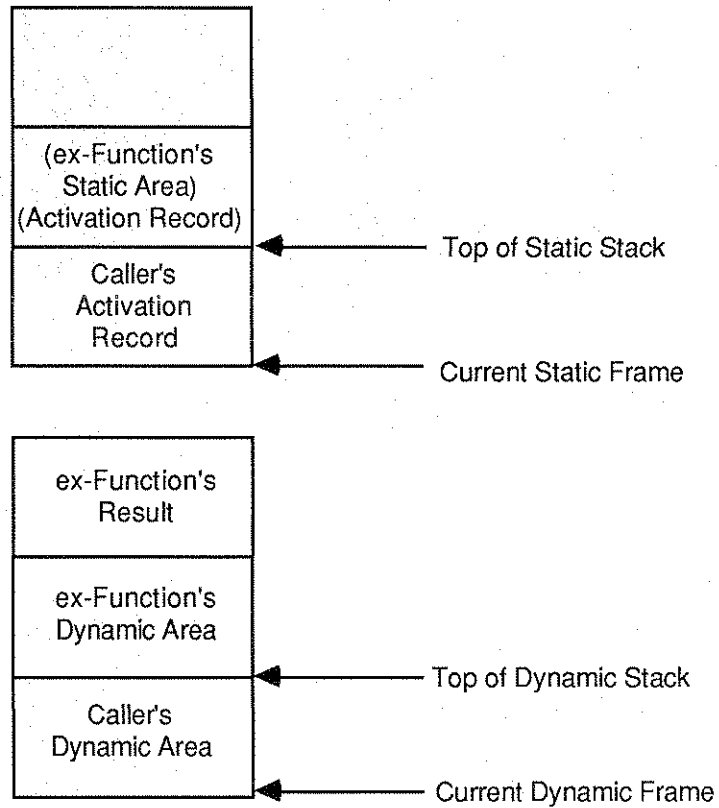 (ex-Function's
Static Area)
(Activation Record)
Top of Static Stack
Caller's
Activation
Record
Current Static Frame
ex-Function's
Result
ex-Function's
Dynamic Area
Top of Dynamic Stack
Caller's
Dynamic Area
Current Dynamic Frame